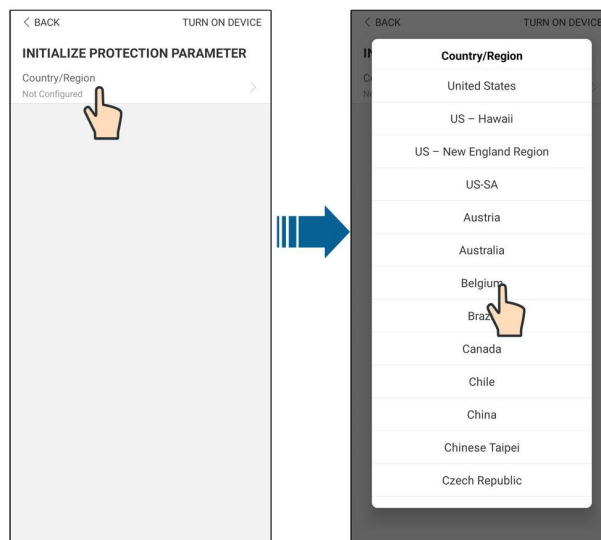 < BACK TURN ON DEVICE
INITIALIZE PROTECTION PARAMETER
Country/Region
Not Configured
< BACK TURN ON DEVICE
Country/Region
United States
US – Hawaii
US – New England Region
US-SA
Austria
Australia
Belgium
Canada
Chile
China
Chinese Taipei
Czech Republic